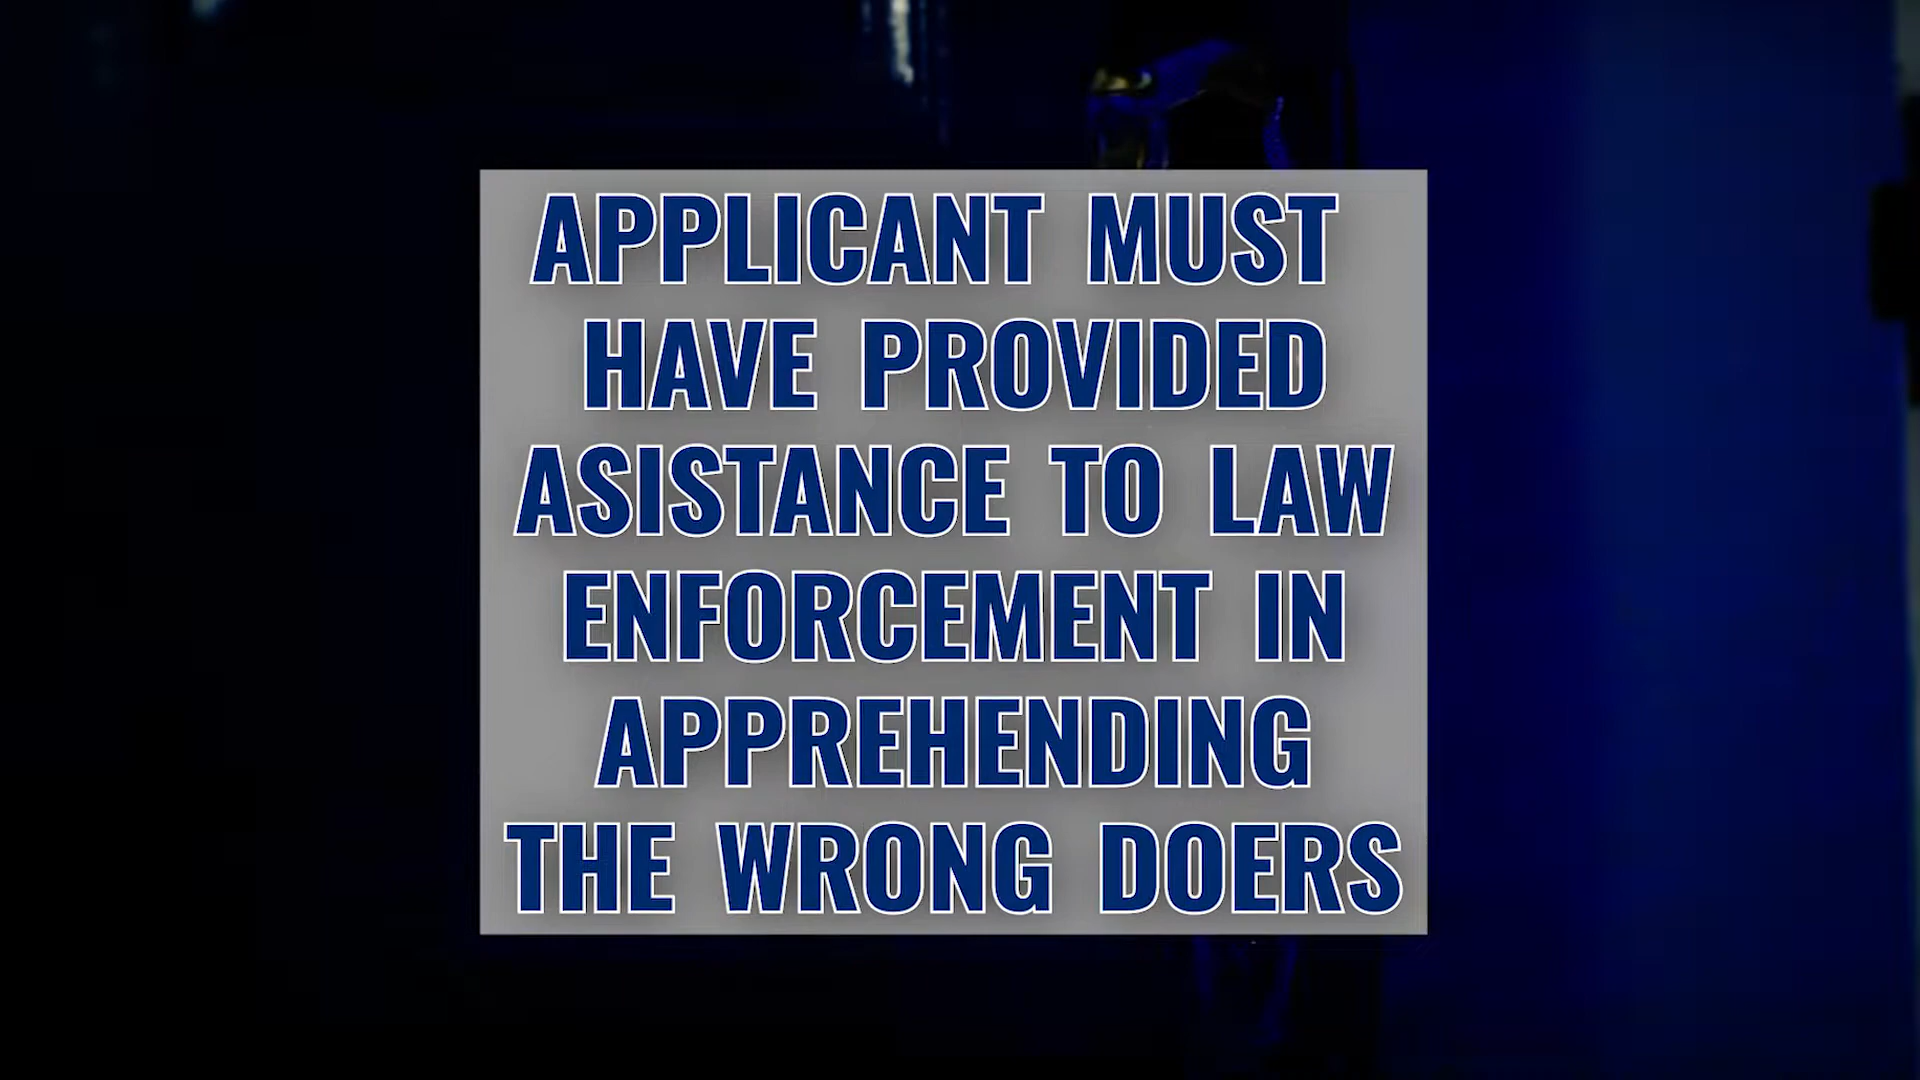 APPLICANT MUST
HAVE PROVIDED
ASISTANCE TO LAW
ENFORCEMENT IN
APPREHENDING
THE WRONG DOERS